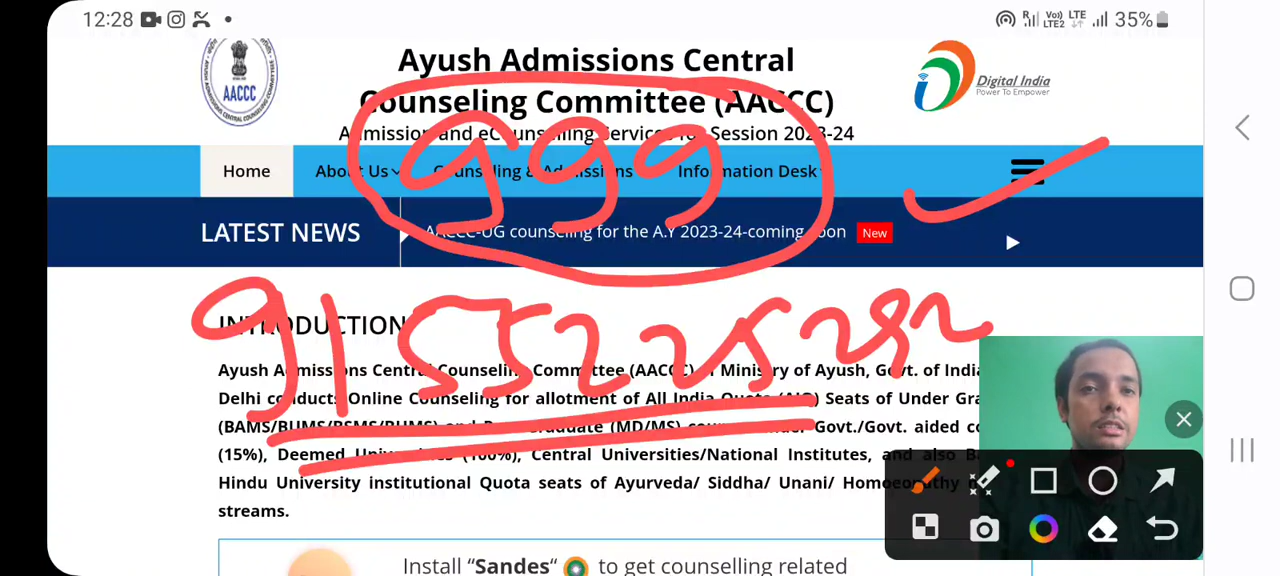 12:28
Vo) LTE LTE2 35%
Ayush Admissions Central
Counseling Committee (AACCC)
Admission and eCounselling Services for Session 2023-24
AACCC
Digital India
Power To Empower
Home About Us Counseling & Admissions Information Desk
999
LATEST NEWS AACCC-UG counseling for the A.Y 2023-24-coming soon New
INTRODUCTION
Ayush Admissions Central Counseling Committee (AACCC) Ministry of Ayush, Govt. of India
Delhi conducts Online Counseling for allotment of All India Quota (AIQ) Seats of Under Gra
(BAMS/BUMS/BSMS/BHMS) and Graduate (MD/MS) Govt./Govt. aided co
(15%), Deemed Universities (100%), Central Universities/National Institutes, and also Ba
Hindu University institutional Quota seats of Ayurveda/ Siddha/ Unani/ Homoeopathy
streams.
Install “Sandes“ to get counselling related